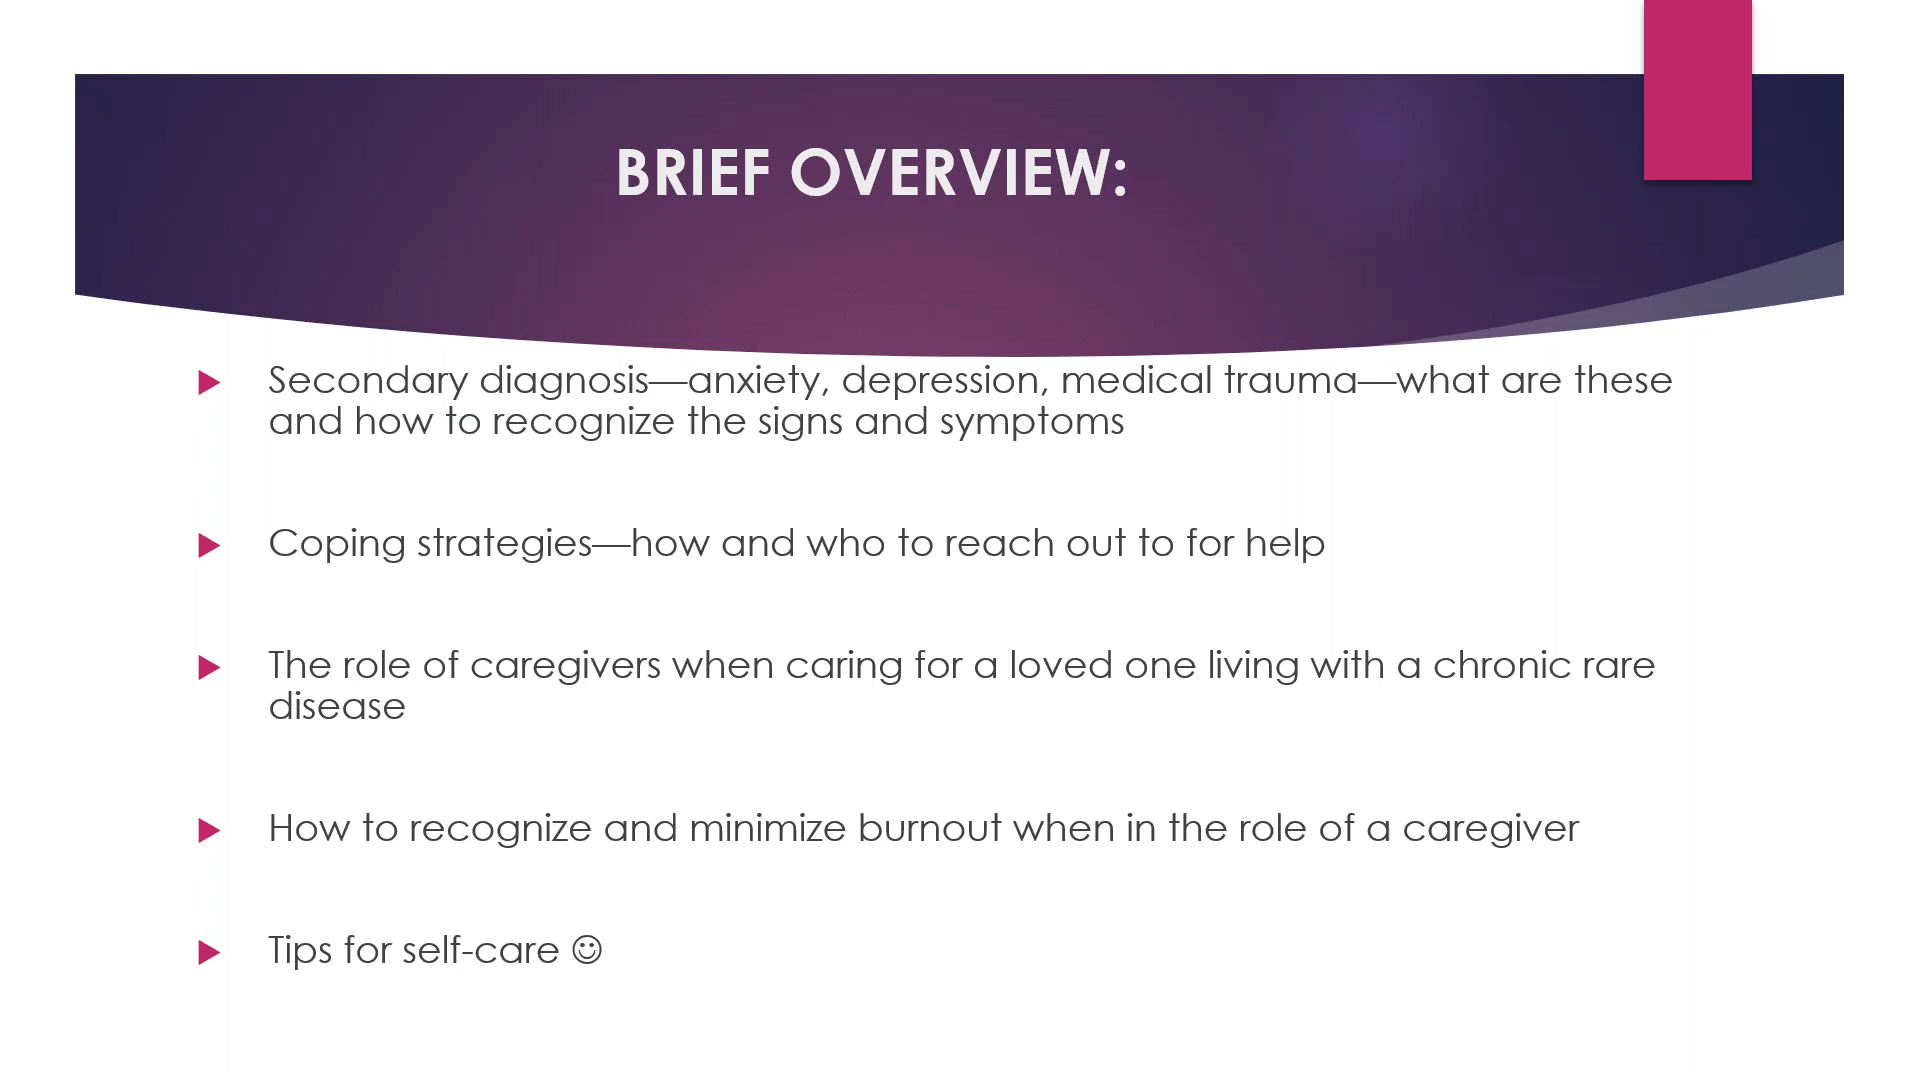 BRIEF OVERVIEW:
Secondary diagnosis—anxiety, depression, medical trauma—what are these
and how to recognize the signs and symptoms
Coping strategies—how and who to reach out to for help
The role of caregivers when caring for a loved one living with a chronic rare
disease
How to recognize and minimize burnout when in the role of a caregiver
Tips for self-care ☺